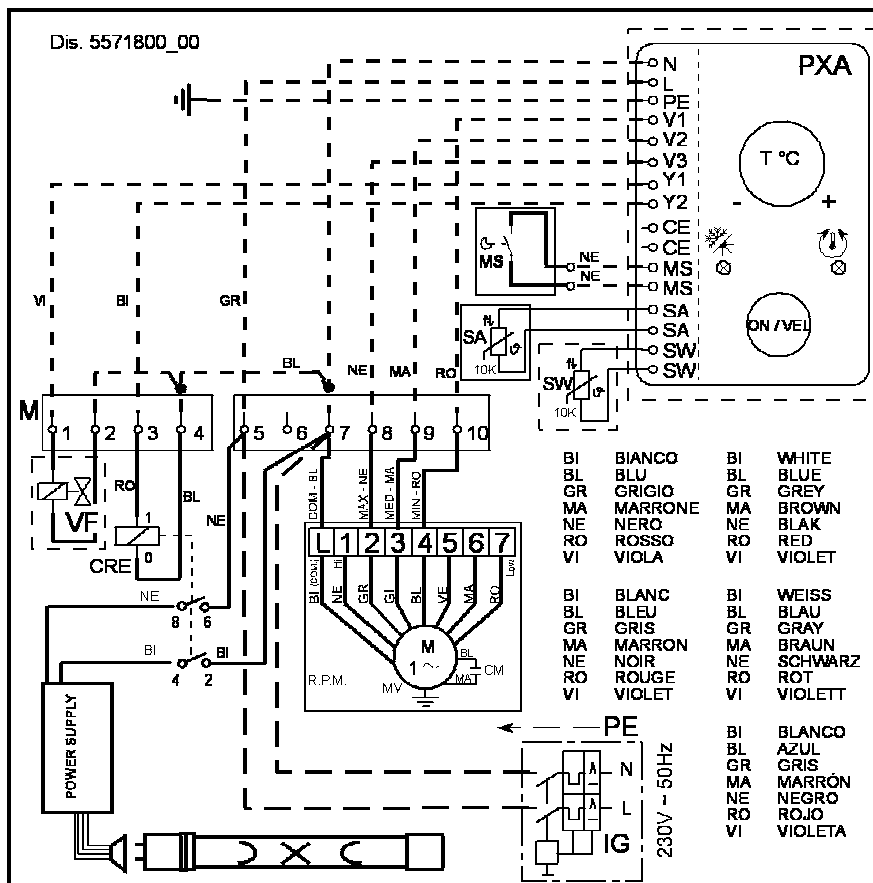 Dis. 5571800_00
PXA
N
L
PE
V1
V2
V3
Y1
Y2
CE
CE
MS
MS
SA
SA
SW
SW
T °C
- +
ON / VEL
MS
NE
NE
SA
10K
SW
10K
VI
BI
GR
BL
NE
MA
RO
M
1 2 3 4 5 6 7 8 9 10
VF
RO
BL
NE
1
0
CRE
COM - BL
MAX - NE
MED - MA
MIN - RO
L 1 2 3 4 5 6 7
(COM)
Hi
Low
BI
NE
GR
GI
BL
VE
MA
RO
M
1 ~
BL
MA
CM
R.P.M.
MV
NE
8 6
BI
BI
4 2
POWER SUPPLY
PE
N
L
IG
230V ~ 50Hz
BI BIANCO BI WHITE
BL BLU BL BLUE
GR GRIGIO GR GREY
MA MARRONE MA BROWN
NE NERO NE BLAK
RO ROSSO RO RED
VI VIOLA VI VIOLET
BI BLANC BI WEISS
BL BLEU BL BLAU
GR GRIS GR GRAY
MA MARRON MA BRAUN
NE NOIR NE SCHWARZ
RO ROUGE RO ROT
VI VIOLET VI VIOLETT
BI BLANCO
BL AZUL
GR GRIS
MA MARRÓN
NE NEGRO
RO ROJO
VI VIOLETA